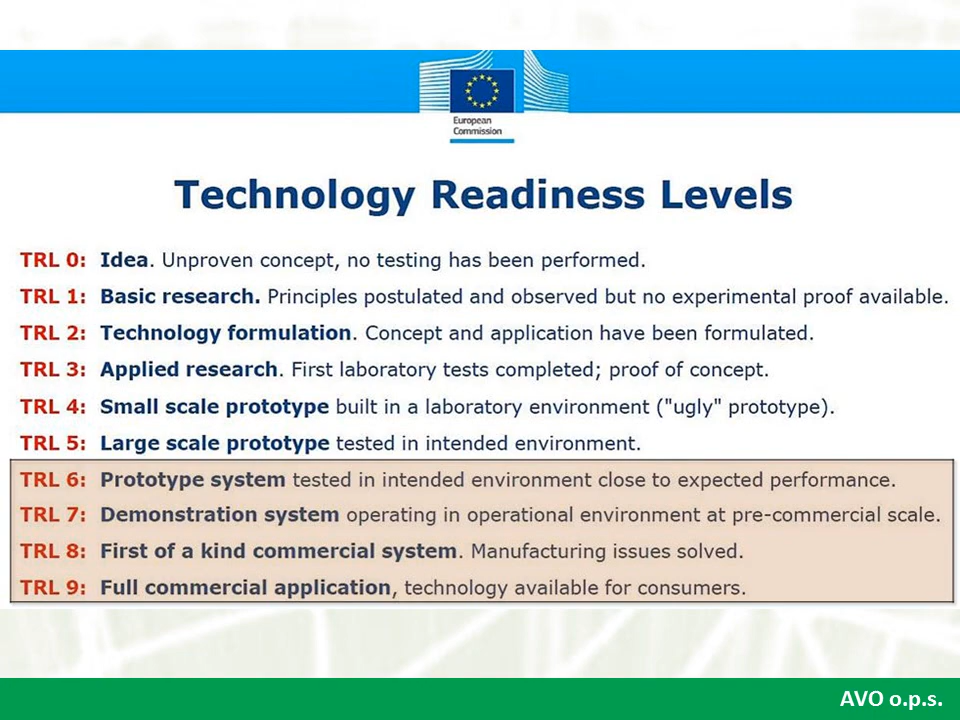 European
Commission
Technology Readiness Levels
TRL 0: Idea. Unproven concept, no testing has been performed.
TRL 1: Basic research. Principles postulated and observed but no experimental proof available.
TRL 2: Technology formulation. Concept and application have been formulated.
TRL 3: Applied research. First laboratory tests completed; proof of concept.
TRL 4: Small scale prototype built in a laboratory environment ("ugly" prototype).
TRL 5: Large scale prototype tested in intended environment.
TRL 6: Prototype system tested in intended environment close to expected performance.
TRL 7: Demonstration system operating in operational environment at pre-commercial scale.
TRL 8: First of a kind commercial system. Manufacturing issues solved.
TRL 9: Full commercial application, technology available for consumers.
AVO o.p.s.